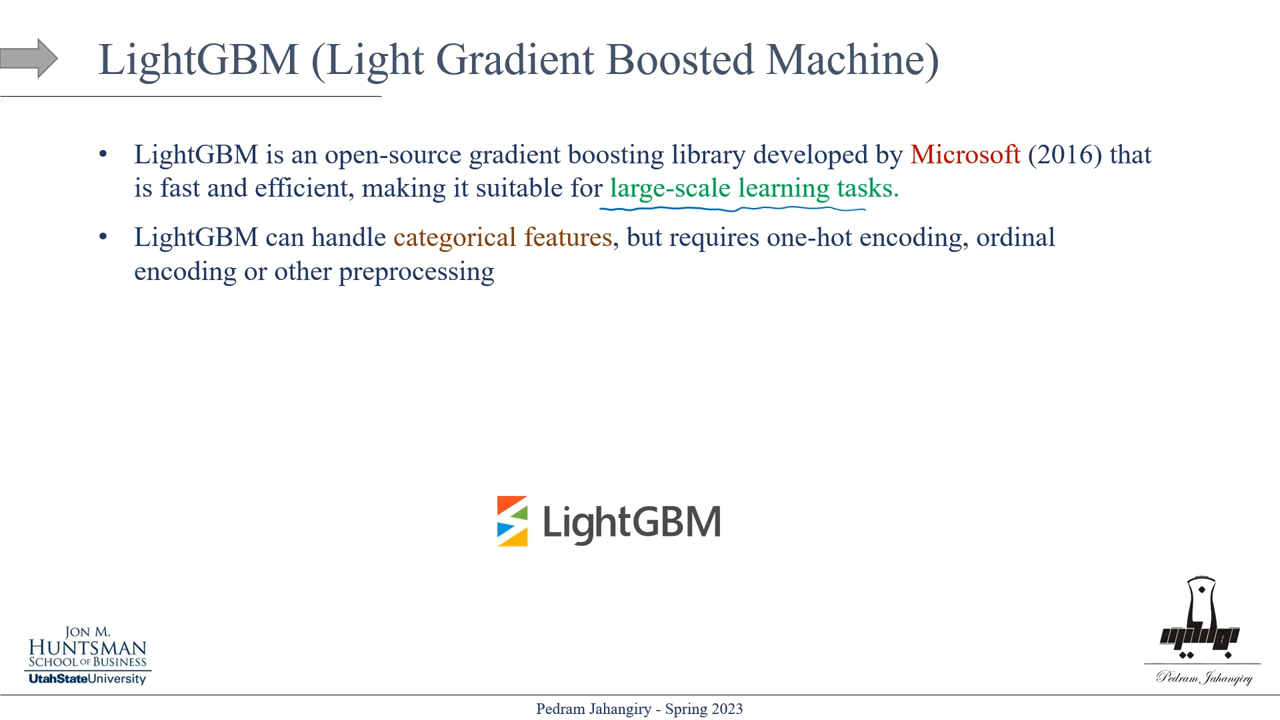 LightGBM (Light Gradient Boosted Machine)
• LightGBM is an open-source gradient boosting library developed by Microsoft (2016) that
is fast and efficient, making it suitable for large-scale learning tasks.
• LightGBM can handle categorical features, but requires one-hot encoding, ordinal
encoding or other preprocessing
LightGBM
JON M.
HUNTSMAN
SCHOOL OF BUSINESS
UtahStateUniversity
Pedram Jahangiry
Pedram Jahangiry - Spring 2023